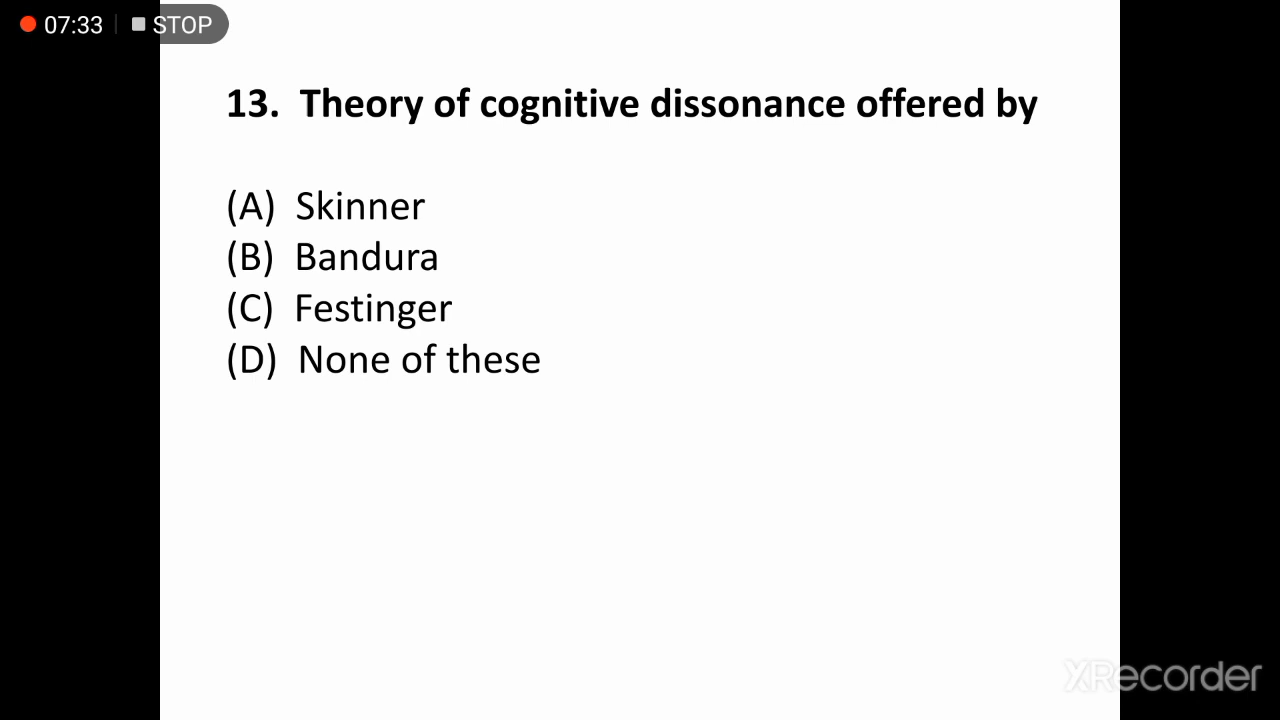 07:33 STOP
13. Theory of cognitive dissonance offered by
(A) Skinner
(B) Bandura
(C) Festinger
(D) None of these
XRecorder